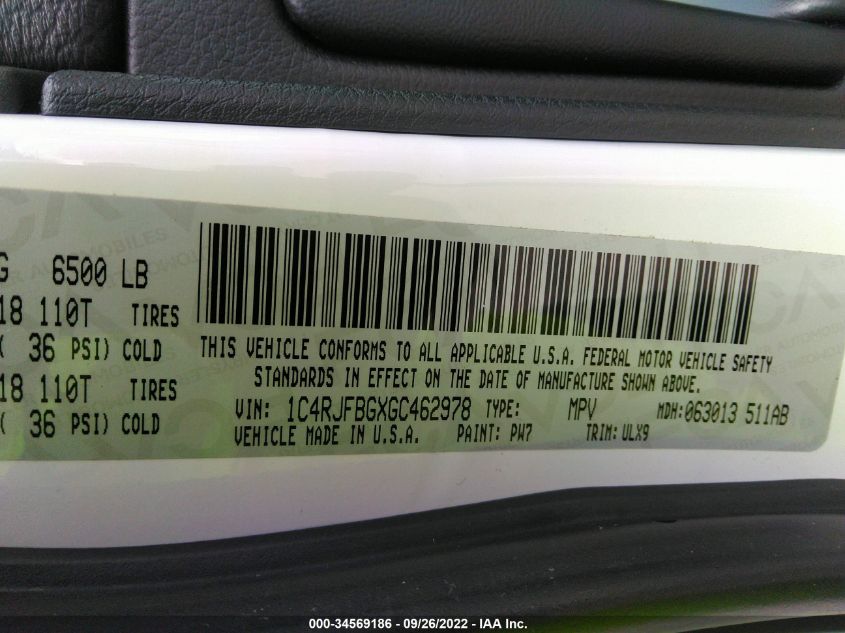 G 6500 LB
18 110T TIRES
( 36 PSI) COLD
18 110T TIRES
( 36 PSI) COLD
THIS VEHICLE CONFORMS TO ALL APPLICABLE U.S.A. FEDERAL MOTOR VEHICLE SAFETY
STANDARDS IN EFFECT ON THE DATE OF MANUFACTURE SHOWN ABOVE.
VIN: 1C4RJFBGXGC462978 TYPE: MPV MDH: 063013 511AB
VEHICLE MADE IN U.S.A. PAINT: PW7 TRIM: ULX9
000-34569186 - 09/26/2022 - IAA Inc.